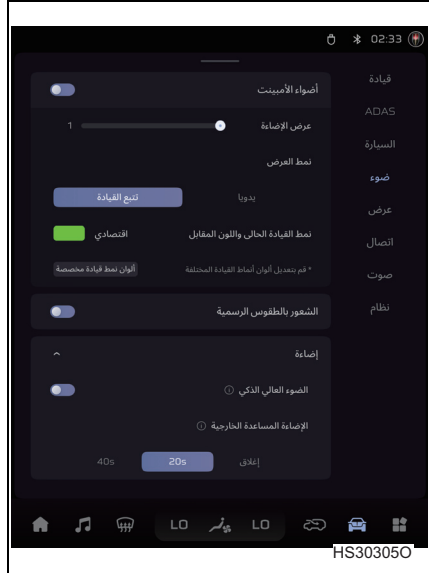 02:33
قيادة
ADAS
السيارة
ضوء
عرض
اتصال
صوت
نظام
أضواء الأمبينت
عرض الإضاءة 1
نمط العرض
يدويا تتبع القيادة
نمط القيادة الحالى واللون المقابل اقتصادي
* قم بتعديل ألوان أنماط القيادة المختلفة ألوان نمط قيادة مخصصة
الشعور بالطقوس الرسمية
إضاءة
الضوء العالي الذكي
الإضاءة المساعدة الخارجية
إغلاق 20s 40s
LO LO
HS30305O